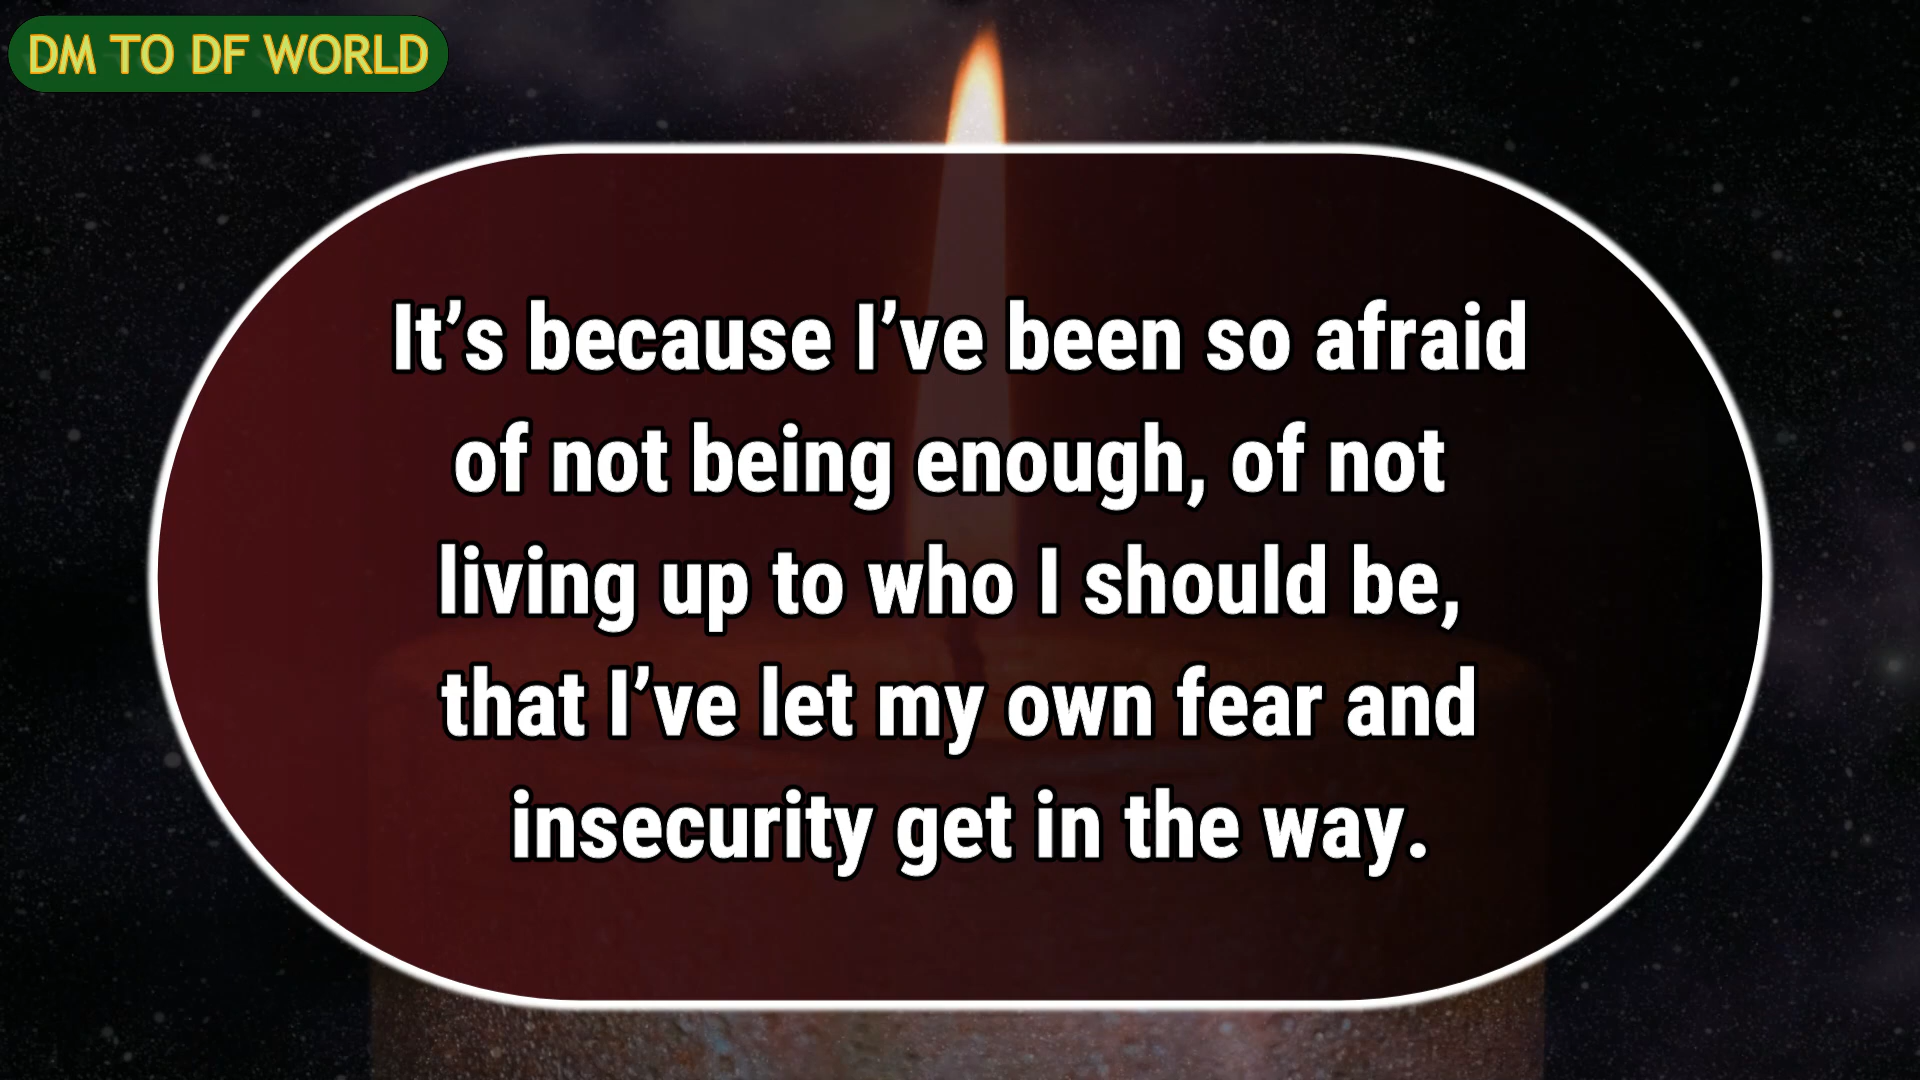 DM TO DF WORLD
It’s because I’ve been so afraid
of not being enough, of not
living up to who I should be,
that I’ve let my own fear and
insecurity get in the way.